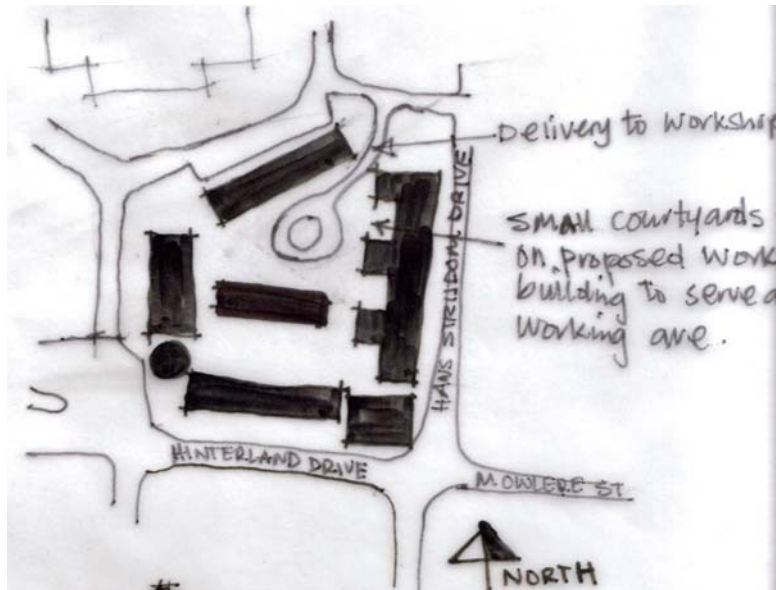 Delivery to Workshop
small courtyards
on proposed work
building to serve a
working are.
HANS STRIJDOM DRIVE
HINTERLAND DRIVE
M.OWLERE ST
NORTH